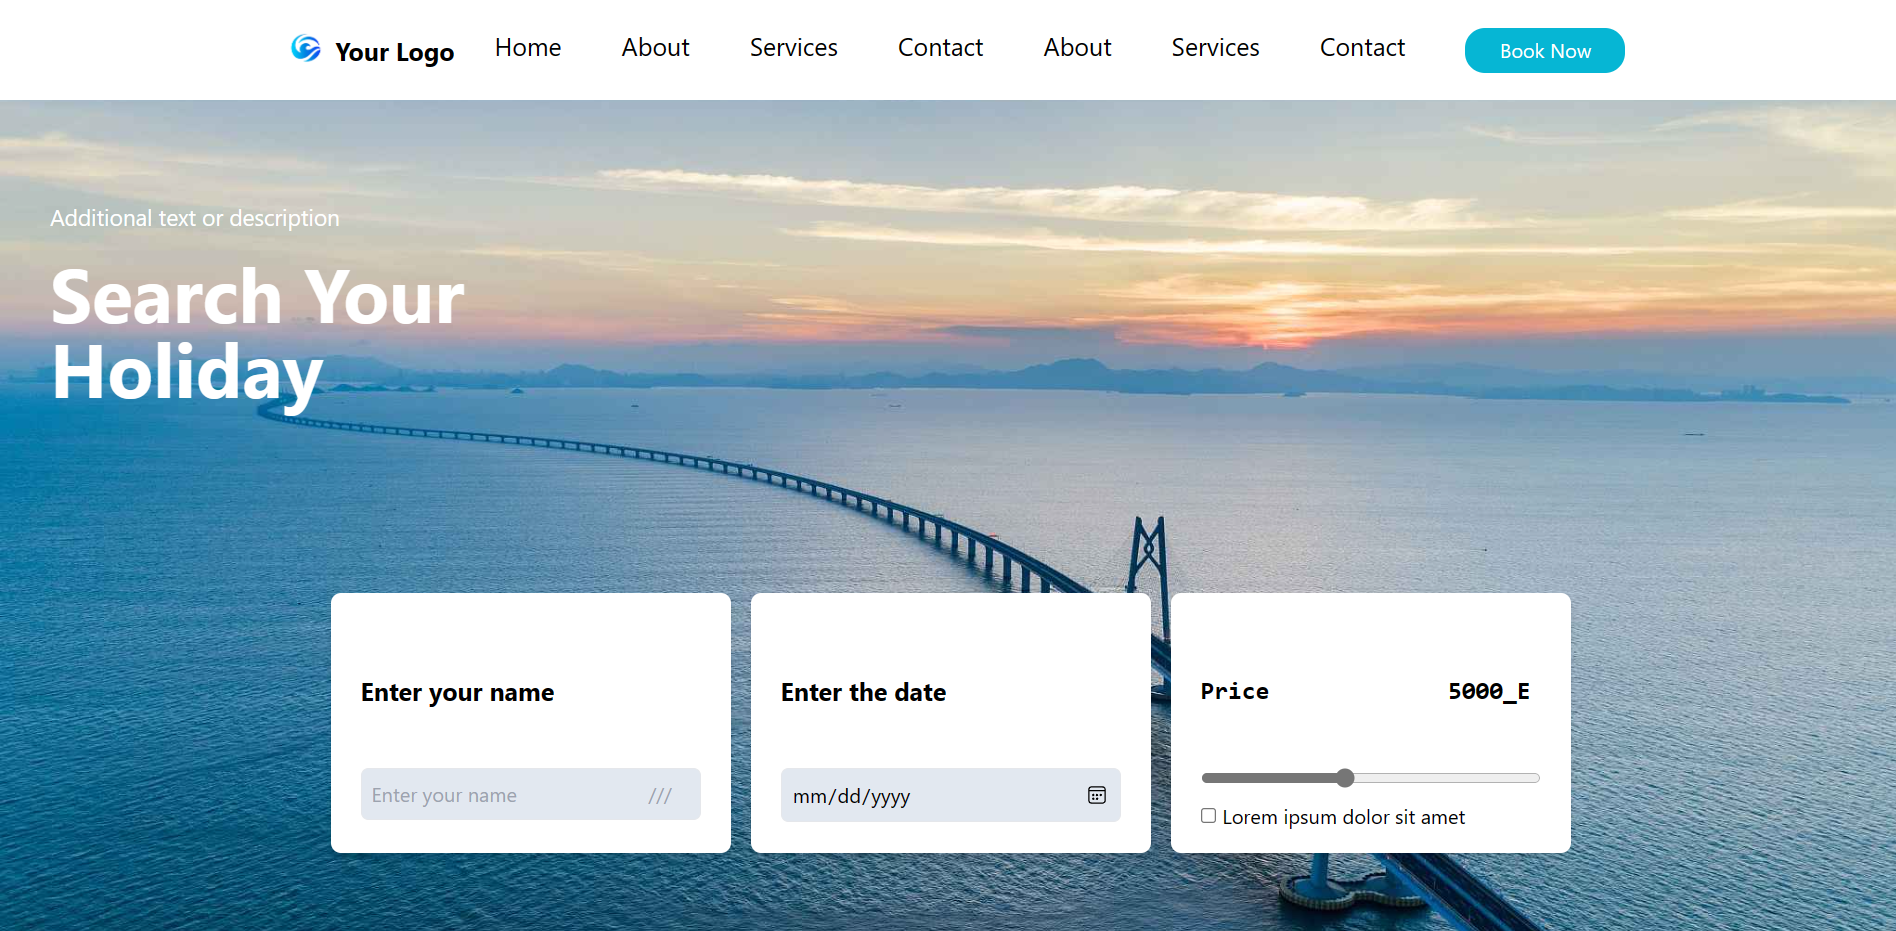 Your Logo Home About Services Contact About Services Contact Book Now
Additional text or description
Search Your
Holiday
Enter your name
Enter your name ///
Enter the date
mm/dd/yyyy
Price 5000_E
Lorem ipsum dolor sit amet